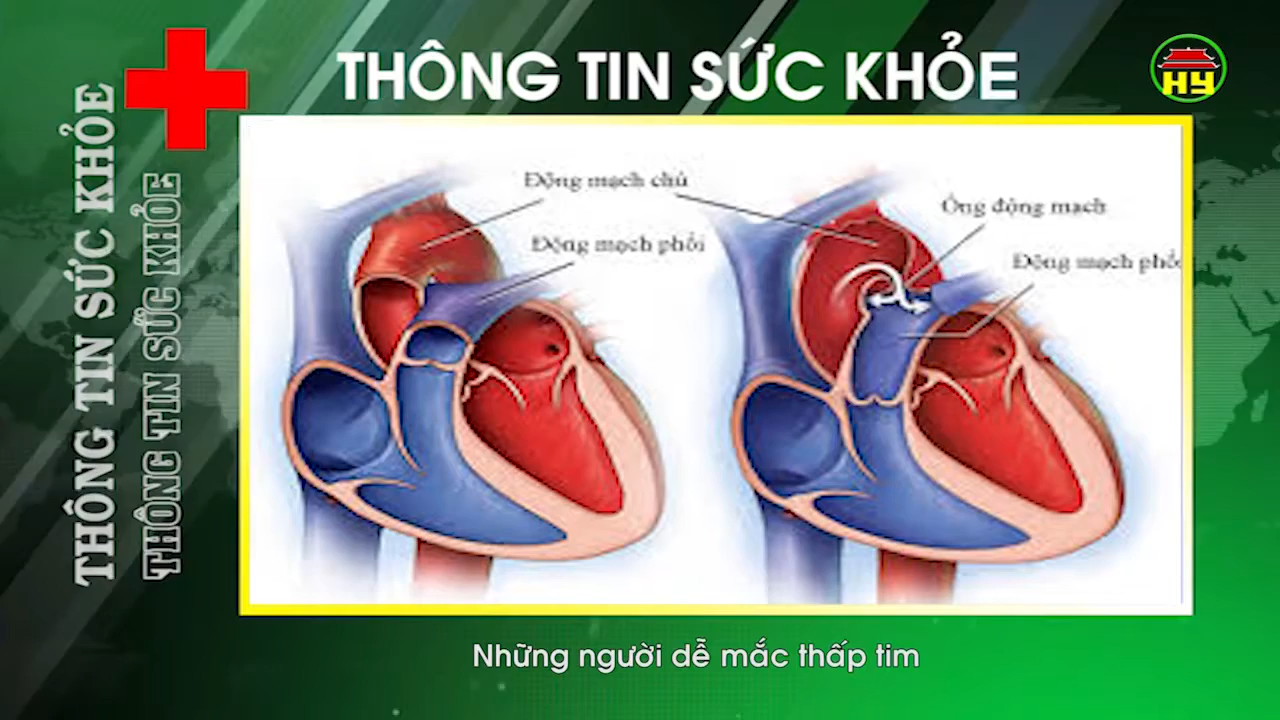 THÔNG TIN SỨC KHỎE
HY
THÔNG TIN SỨC KHỎE
THÔNG TIN SỨC KHỎE
Động mạch chủ
Động mạch phổi
Ống động mạch
Động mạch phổi
Những người dễ mắc thấp tim